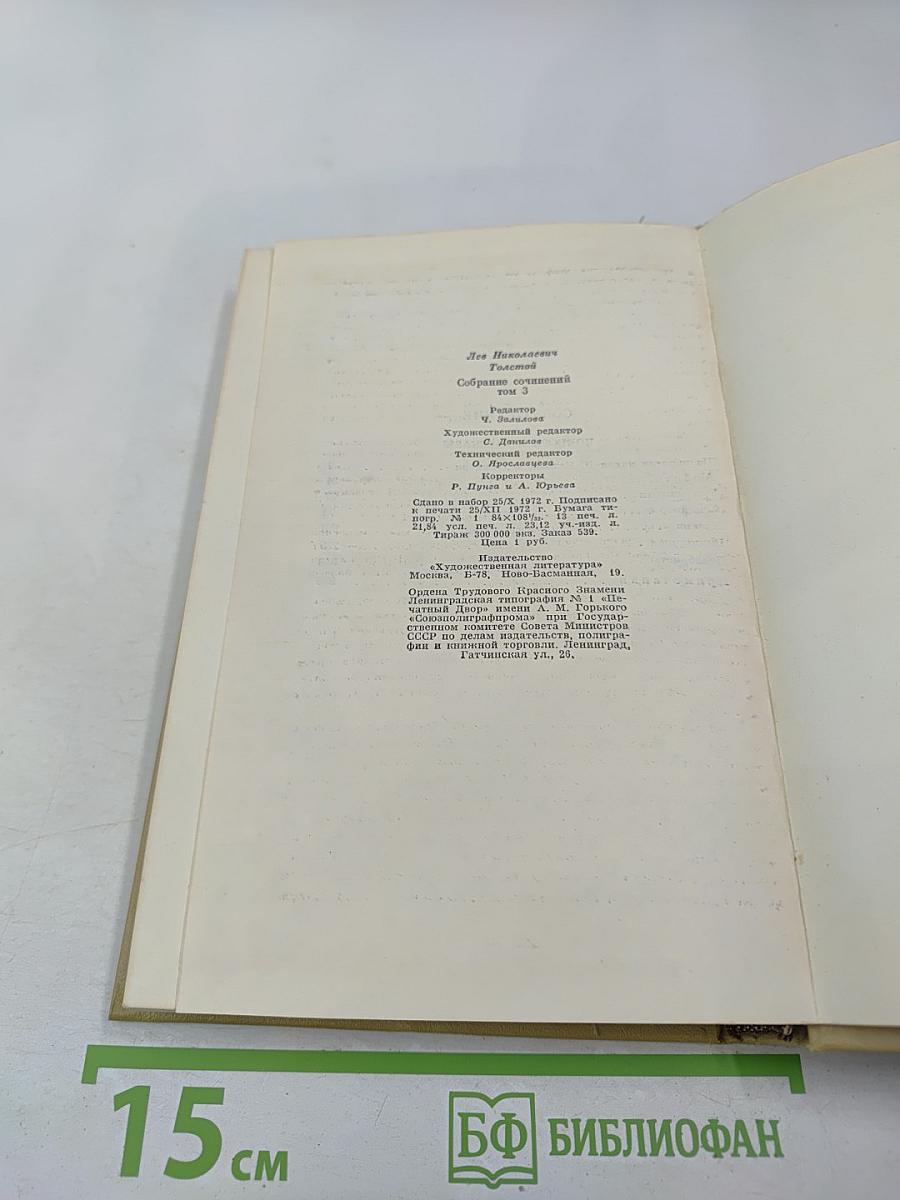 Лев Николаевич
Толстой
Собрание сочинений
том 3
Редактор
Ч. Залилова
Художественный редактор
С. Данилов
Технический редактор
О. Ярославцева
Корректоры
Р. Пунга и А. Юрьева
Сдано в набор 25/X 1972 г. Подписано
к печати 25/XII 1972 г. Бумага ти-
погр. № 1 84×108¹/₃₂. 13 печ. л.
21,84 усл. печ. л. 23,12 уч.-изд. л.
Тираж 300 000 экз. Заказ 539.
Цена 1 руб.
Издательство
«Художественная литература»
Москва, Б-78, Ново-Басманная, 19.
Ордена Трудового Красного Знамени
Ленинградская типография № 1 «Пе-
чатный Двор» имени А. М. Горького
«Союзполиграфпрома» при Государ-
ственном комитете Совета Министров
СССР по делам издательств, полигра-
фии и книжной торговли. Ленинград,
Гатчинская ул., 26.
15 см
БФ БИБЛИОФАН